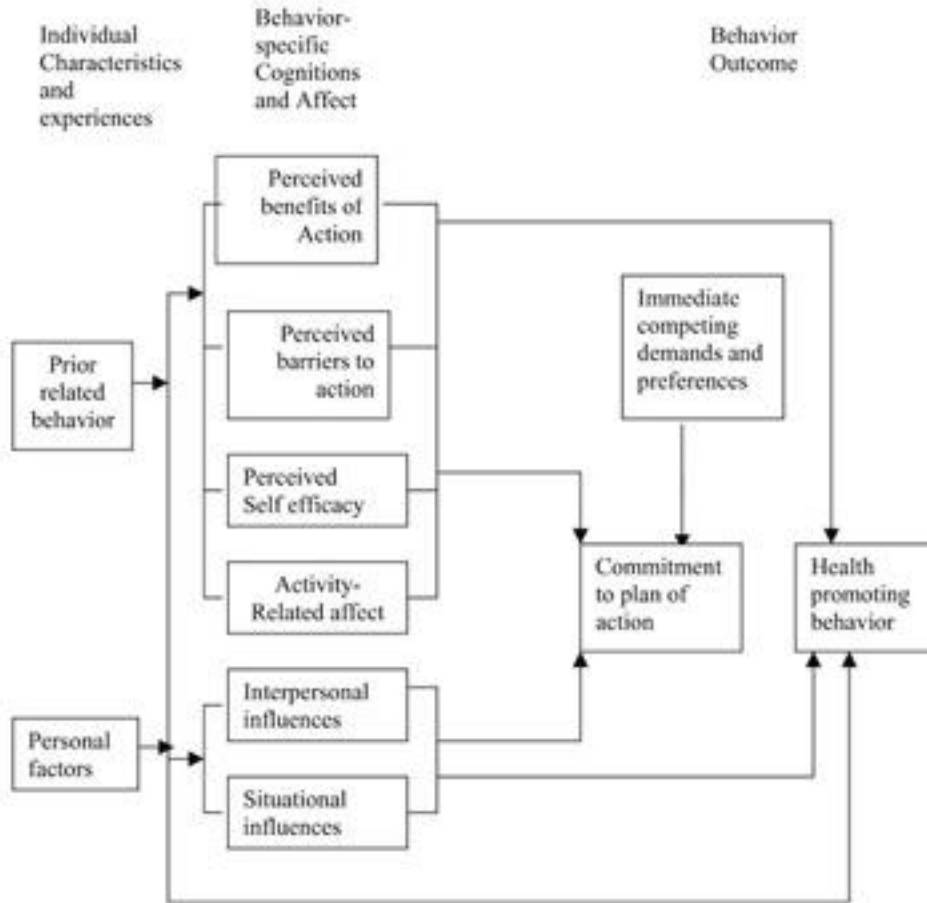 Individual
Characteristics
and
experiences
Behavior-
specific
Cognitions
and Affect
Behavior
Outcome
Perceived
benefits of
Action
Immediate
competing
demands and
preferences
Perceived
barriers to
action
Prior
related
behavior
Perceived
Self efficacy
Commitment
to plan of
action
Health
promoting
behavior
Activity-
Related affect
Interpersonal
influences
Personal
factors
Situational
influences